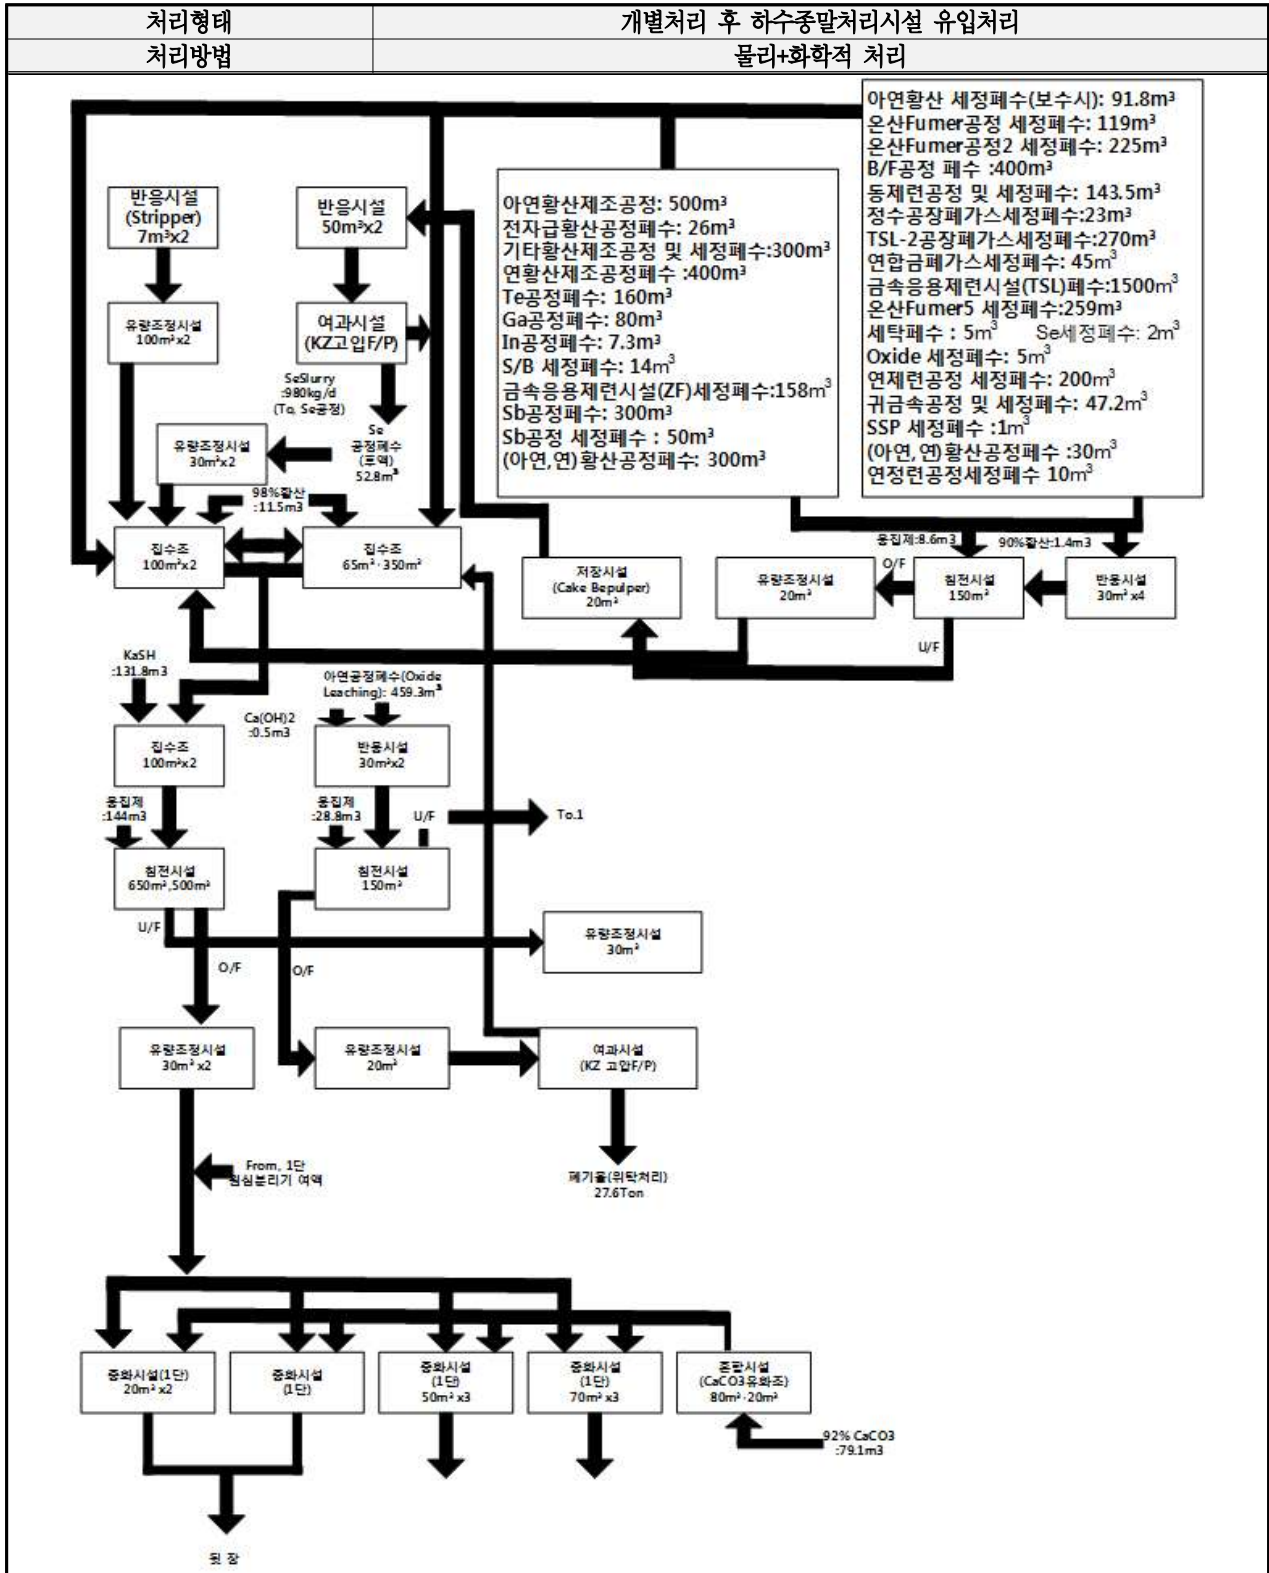 처리형태
개별처리 후 하수종말처리시설 유입처리
처리방법
물리+화학적 처리
아연황산 세정폐수(보수시): 91.8m³
온산Fumer공정 세정폐수: 119m³
온산Fumer공정2 세정폐수: 225m³
B/F공정 폐수 :400m³
동제련공정 및 세정폐수: 143.5m³
정수공장폐가스세정폐수:23m³
TSL-2공장폐가스세정폐수:270m³
연합금폐가스세정폐수: 45m³
금속응용제련시설(TSL)폐수:1500m³
온산Fumer5 세정폐수:259m³
세탁폐수 : 5m³ Se세정폐수: 2m³
Oxide 세정폐수: 5m³
연제련공정 세정폐수: 200m³
귀금속공정 및 세정폐수: 47.2m³
SSP 세정폐수 :1m³
(아연,연)황산공정폐수 :30m³
연정련공정세정폐수 10m³
아연황산제조공정: 500m³
전자급황산공정폐수: 26m³
기타황산제조공정 및 세정폐수:300m³
연황산제조공정폐수 :400m³
Te공정폐수: 160m³
Ga공정폐수: 80m³
In공정폐수: 7.3m³
S/B 세정폐수: 14m³
금속응용제련시설(ZF)세정폐수:158m³
Sb공정폐수: 300m³
Sb공정 세정폐수 : 50m³
(아연,연)황산공정폐수: 300m³
반응시설
(Stripper)
7m³x2
반응시설
50m³x2
유량조정시설
100m³x2
여과시설
(KZ고압F/P)
SeSlurry
:980kg/d
(To, Se공정)
Se
공정폐수
(후액)
52.8m³
유량조정시설
30m³x2
98%황산
:11.5m3
집수조
100m³x2
집수조
65m³·350m³
저장시설
(Cake Bepulper)
20m³
유량조정시설
20m³
O/F
응집제:8.6m3
90%황산:1.4m3
침전시설
150m³
반응시설
30m³x4
U/F
KaSH
:131.8m3
아연공정폐수(Oxide
Leaching): 459.3m³
Ca(OH)2
:0.5m3
집수조
100m³x2
반응시설
30m³x2
응집제
:144m3
응집제
:28.8m3
U/F
To.1
침전시설
650m³,500m³
침전시설
150m³
U/F
유량조정시설
30m³
O/F
O/F
유량조정시설
30m³x2
유량조정시설
20m³
여과시설
(KZ 고압F/P)
From, 1단
원심분리기 여액
폐기물(위탁처리)
27.6Ton
중화시설(1단)
20m³x2
중화시설
(1단)
중화시설
(1단)
50m³x3
중화시설
(1단)
70m³x3
혼합시설
(CaCO3유화조)
80m³·20m³
92% CaCO3
:79.1m3
뒷 장